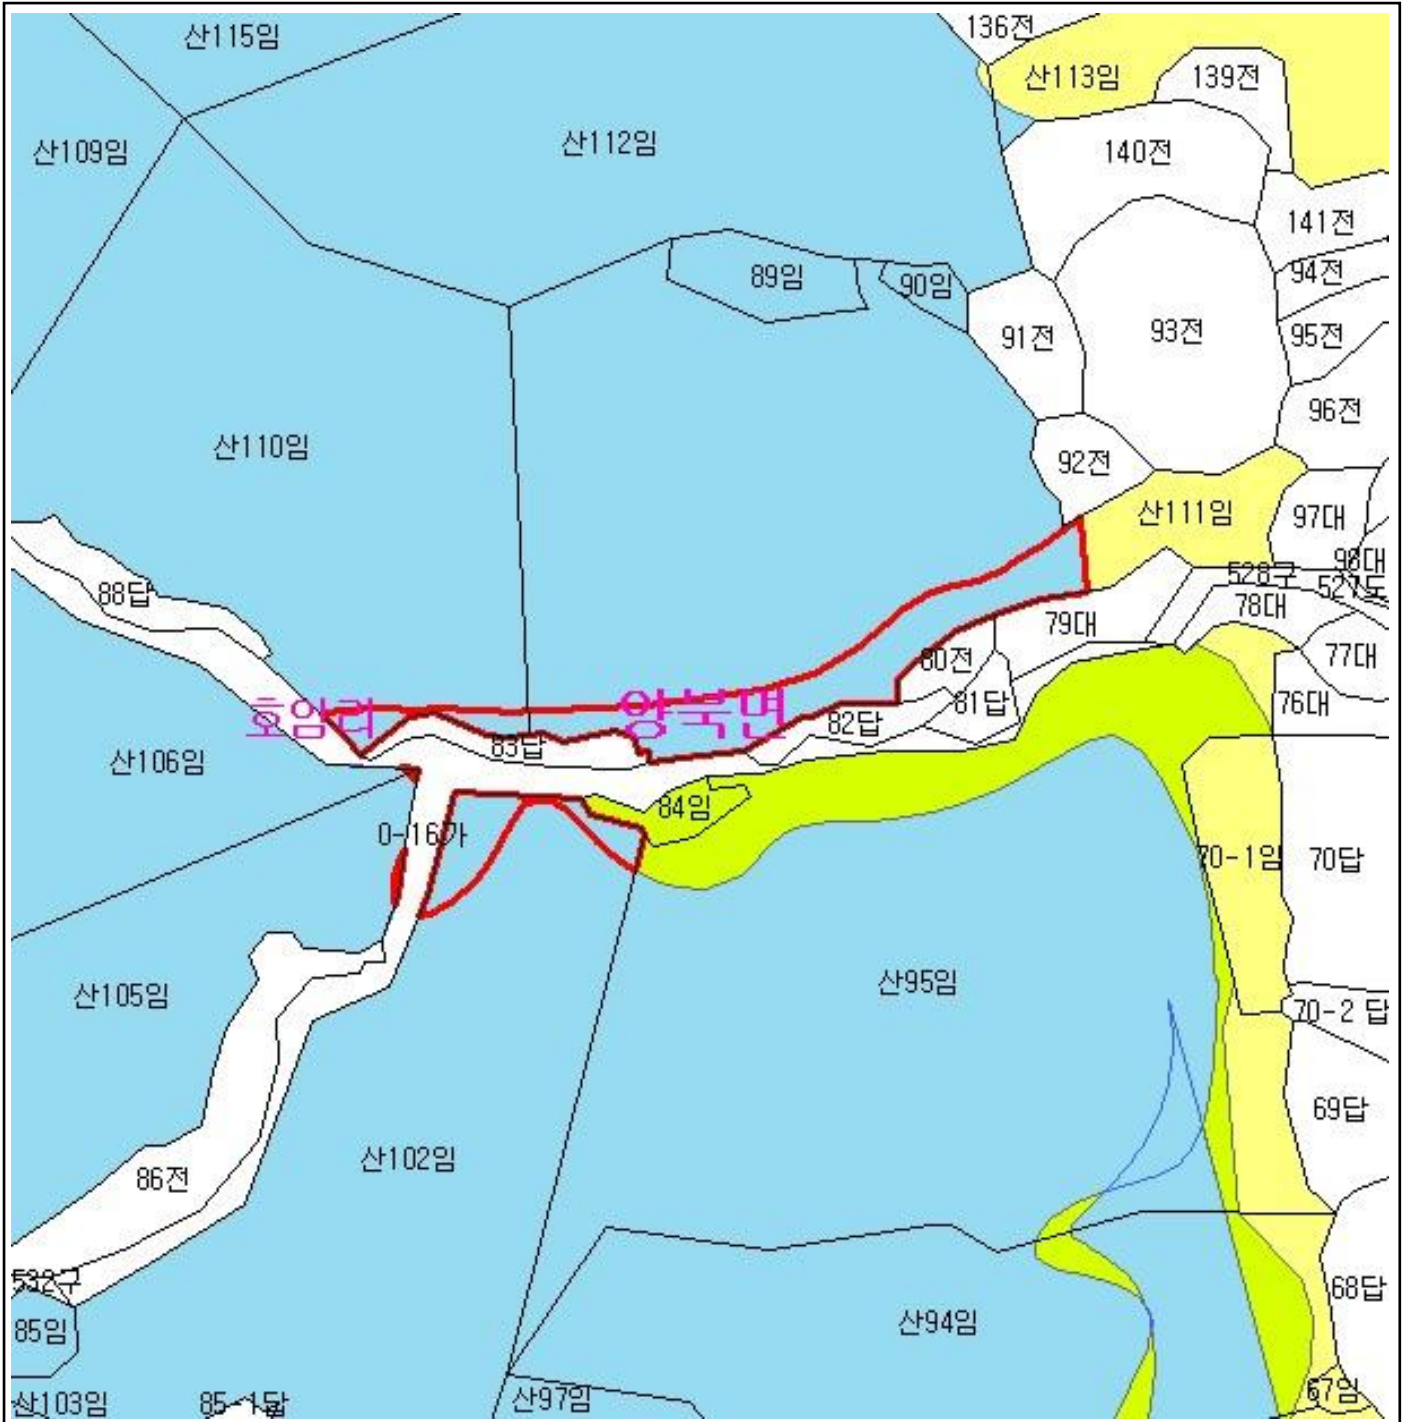 136전
산115임
산113임
139전
산109임
산112임
140전
141전
89임
90임
94전
91전
93전
95전
96전
산110임
92전
산111임
97대
98대
528구
527도
88답
78대
79대
77대
80전
81답
76대
호암리
양북면
82답
83답
산106임
84임
0-16가
70-1임
70답
산105임
산95임
70-2 답
69답
산102임
86전
532구
68답
85임
산94임
산103임
85-1답
산97임
67임